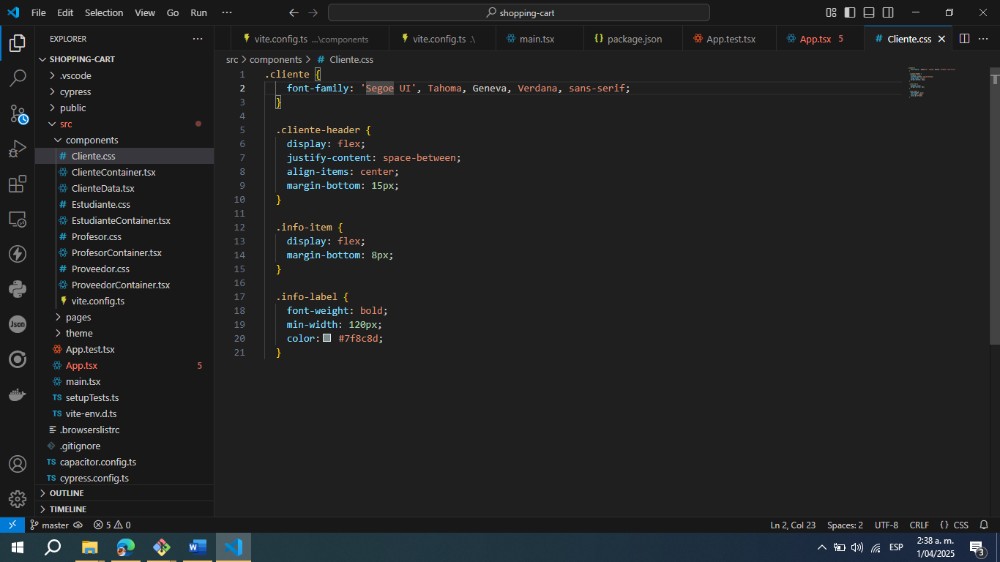 File Edit Selection View Go Run ··· shopping-cart
EXPLORER ···
SHOPPING-CART
.vscode
cypress
public
src
components
# Cliente.css
ClienteContainer.tsx
ClienteData.tsx
# Estudiante.css
EstudianteContainer.tsx
# Profesor.css
ProfesorContainer.tsx
# Proveedor.css
ProveedorContainer.tsx
vite.config.ts
pages
theme
App.test.tsx
App.tsx 5
main.tsx
TS setupTests.ts
TS vite-env.d.ts
.browserslistrc
.gitignore
TS capacitor.config.ts
TS cypress.config.ts
OUTLINE
TIMELINE
Json
vite.config.ts ...\components vite.config.ts .\ main.tsx {} package.json App.test.tsx App.tsx 5 # Cliente.css ···
src > components > # Cliente.css
1 .cliente {
2 font-family: 'Segoe UI', Tahoma, Geneva, Verdana, sans-serif;
3 }
4
5 .cliente-header {
6 display: flex;
7 justify-content: space-between;
8 align-items: center;
9 margin-bottom: 15px;
10 }
11
12 .info-item {
13 display: flex;
14 margin-bottom: 8px;
15 }
16
17 .info-label {
18 font-weight: bold;
19 min-width: 120px;
20 color: #7f8c8d;
21 }
master 5 0 Ln 2, Col 23 Spaces: 2 UTF-8 CRLF {} CSS
ESP 2:38 a. m.
1/04/2025 3